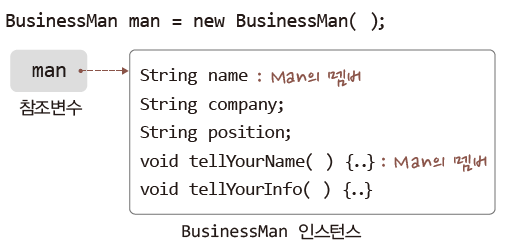 BusinessMan man = new BusinessMan( );
man
참조변수
String name : Man의 멤버
String company;
String position;
void tellYourName( ) {..} : Man의 멤버
void tellYourInfo( ) {..}
BusinessMan 인스턴스